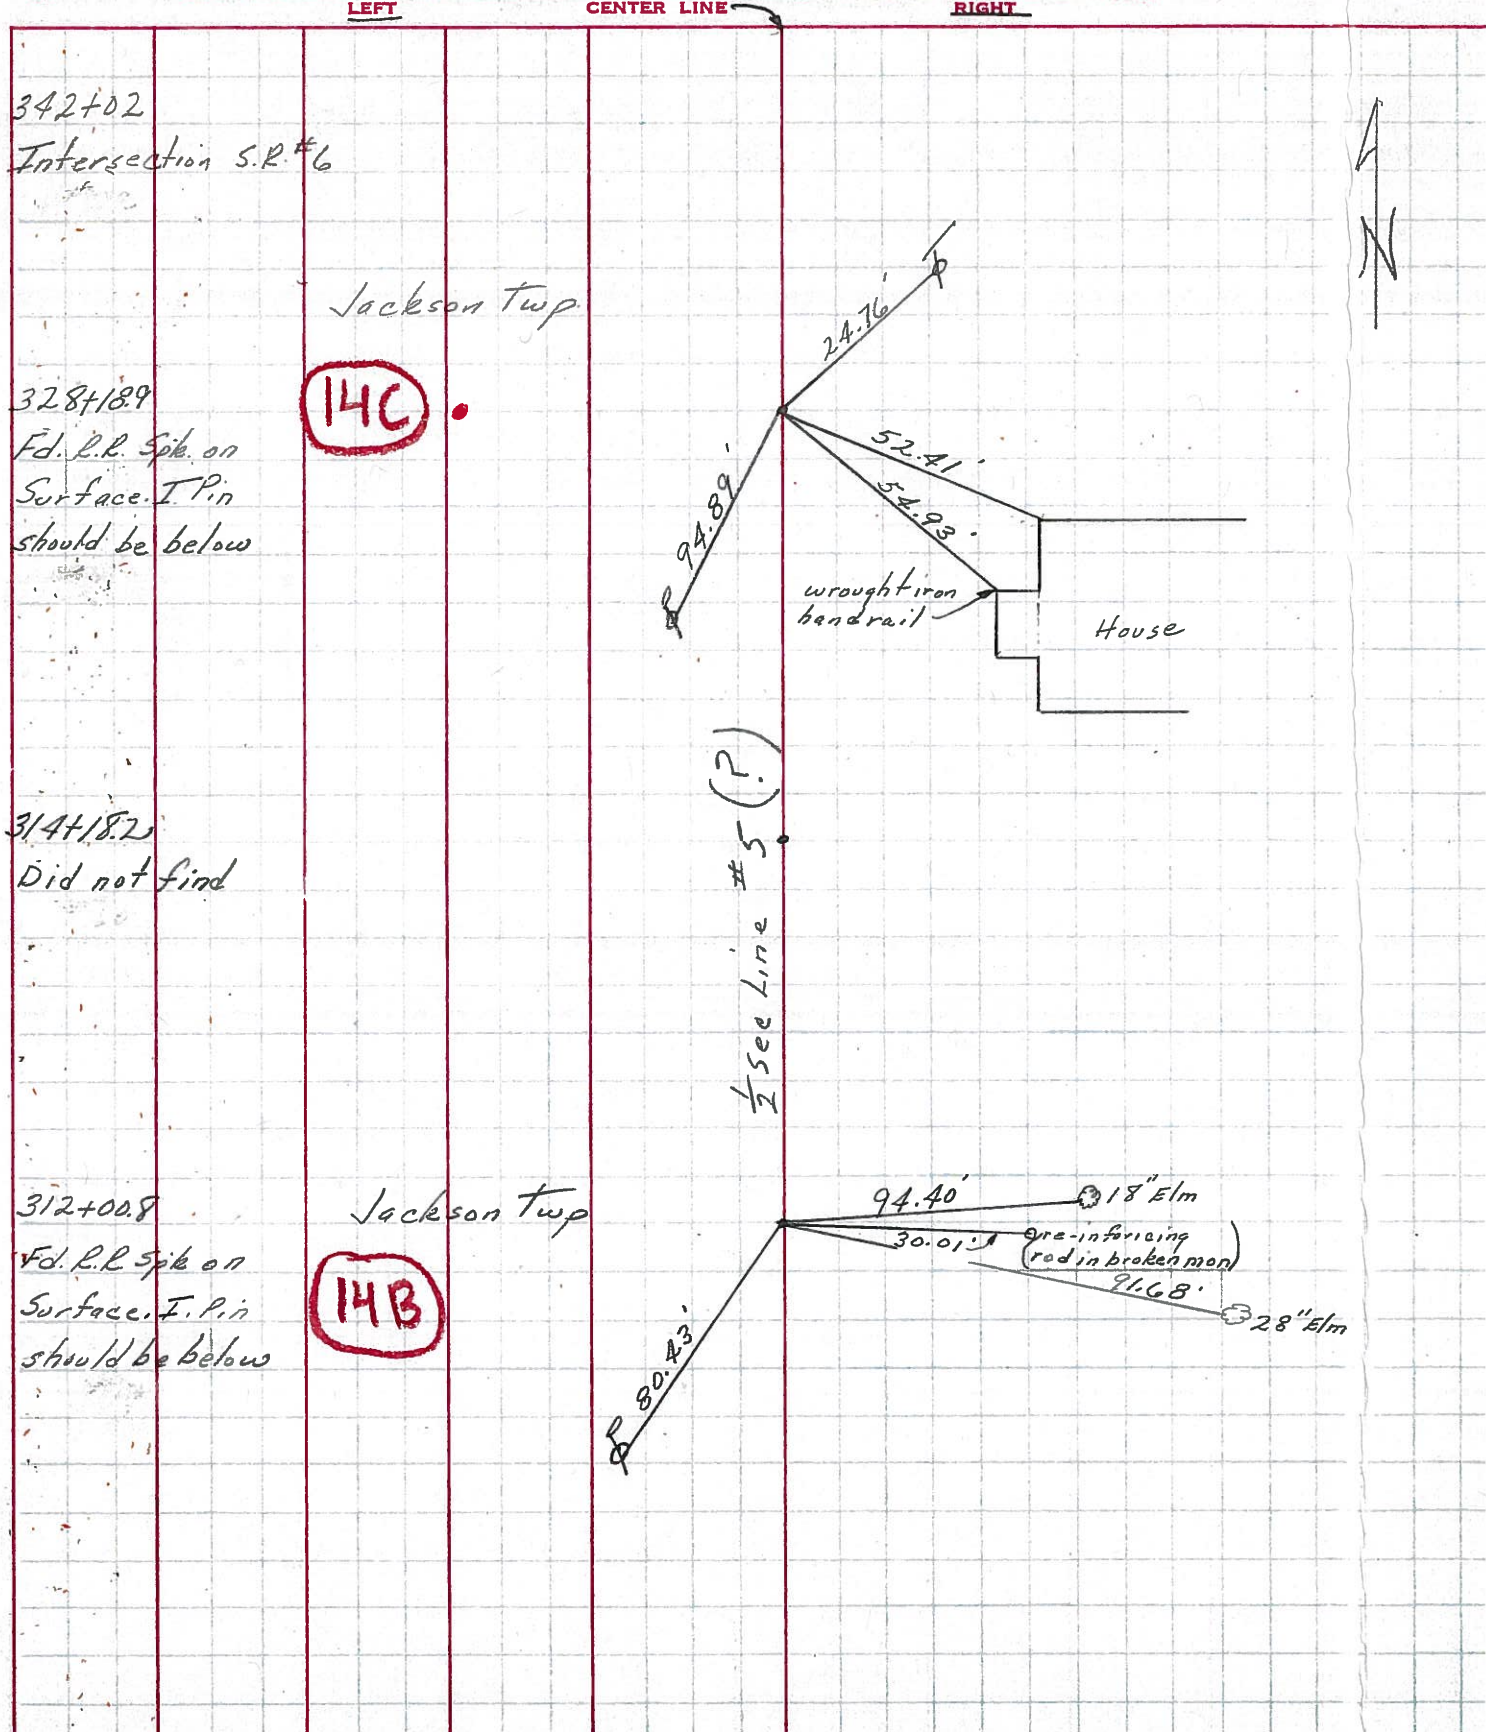 LEFT
CENTER LINE
RIGHT
342+02
Intersection S.R.#6
N
Jackson Twp.
24.76'
328+18.9
Fd. R.R. Spk. on
Surface. I Pin
should be below
14C
94.89'
52.41'
54.93'
wrought iron
handrail
House
314+18.2
Did not find
1/2 Sec Line #5 (?)
312+00.8
Fd. R.R Spk on
Surface. I. Pin
should be below
Jackson Twp
14B
94.40'
18" Elm
30.01'
(re-inforicing
rod in broken mon)
91.68'
28" Elm
80.43'